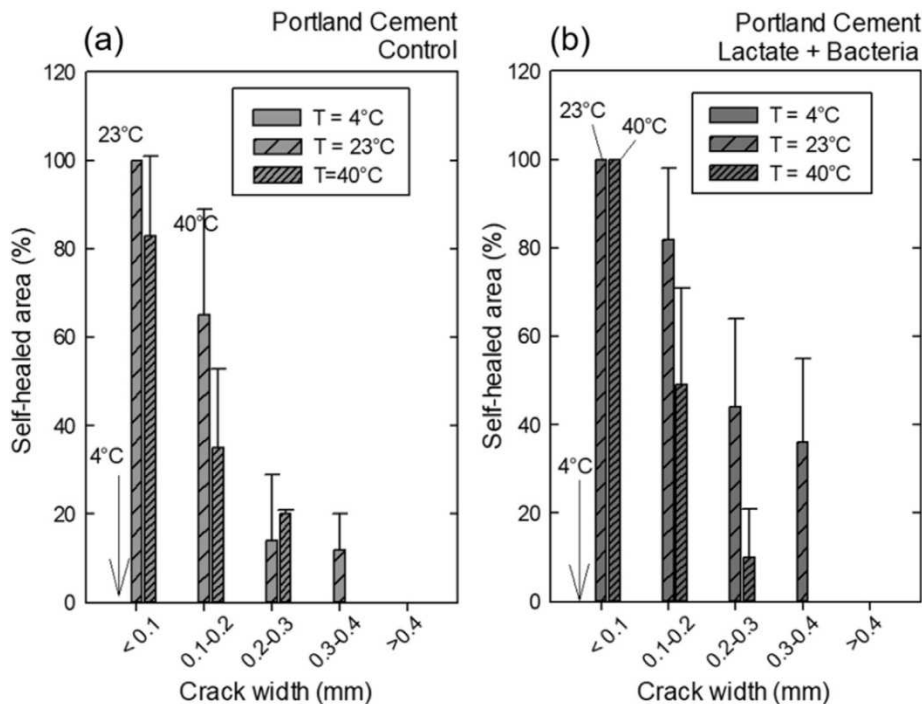 (a)
Portland Cement
Control
120
100
80
60
40
20
0
Self-healed area (%)
T = 4°C
T = 23°C
T=40°C
23°C
40°C
4°C
< 0.1
0.1-0.2
0.2-0.3
0.3-0.4
>0.4
Crack width (mm)
(b)
Portland Cement
Lactate + Bacteria
120
100
80
60
40
20
0
Self-healed area (%)
T = 4°C
T = 23°C
T = 40°C
23°C
40°C
4°C
< 0.1
0.1-0.2
0.2-0.3
0.3-0.4
>0.4
Crack width (mm)